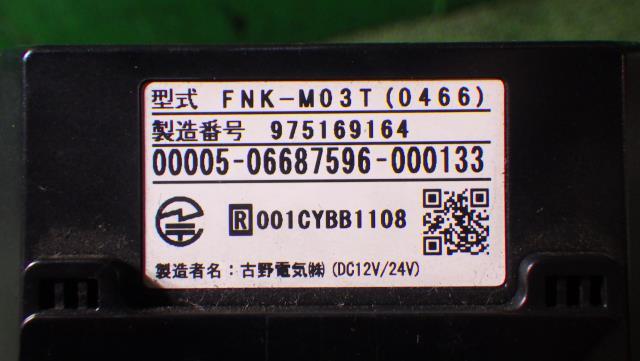 型式 FNK-M03T(0466)
製造番号 975169164
00005-06687596-000133
R 001CYBB1108
製造者名:古野電気㈱(DC12V/24V)